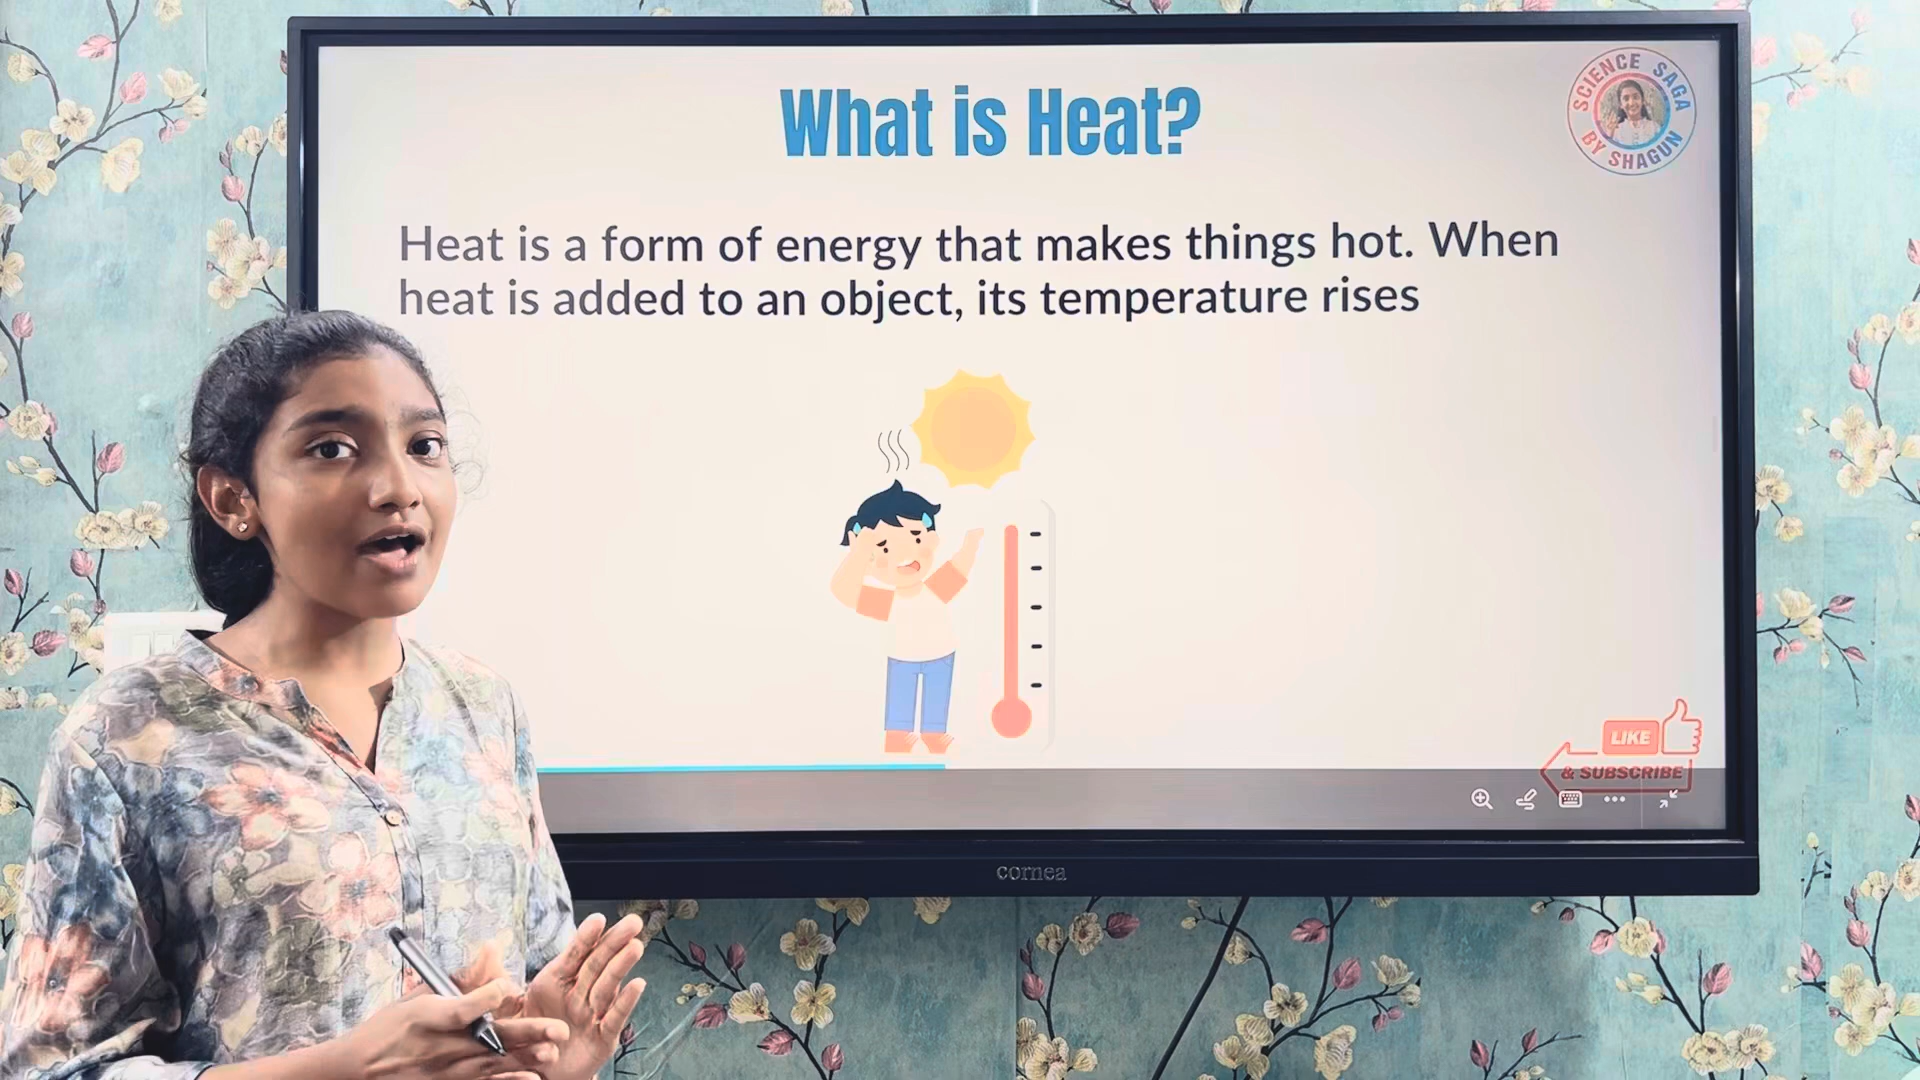 What is Heat?
SCIENCE SAGA
BY SHAGUN
Heat is a form of energy that makes things hot. When
heat is added to an object, its temperature rises
LIKE
& SUBSCRIBE
cornea